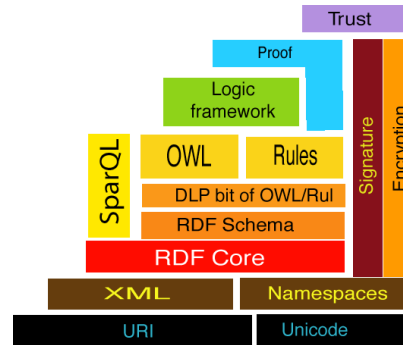 Trust
Proof
Logic
framework
Signature
Encryption
SparQL
OWL
Rules
DLP bit of OWL/Rul
RDF Schema
RDF Core
XML
Namespaces
URI
Unicode